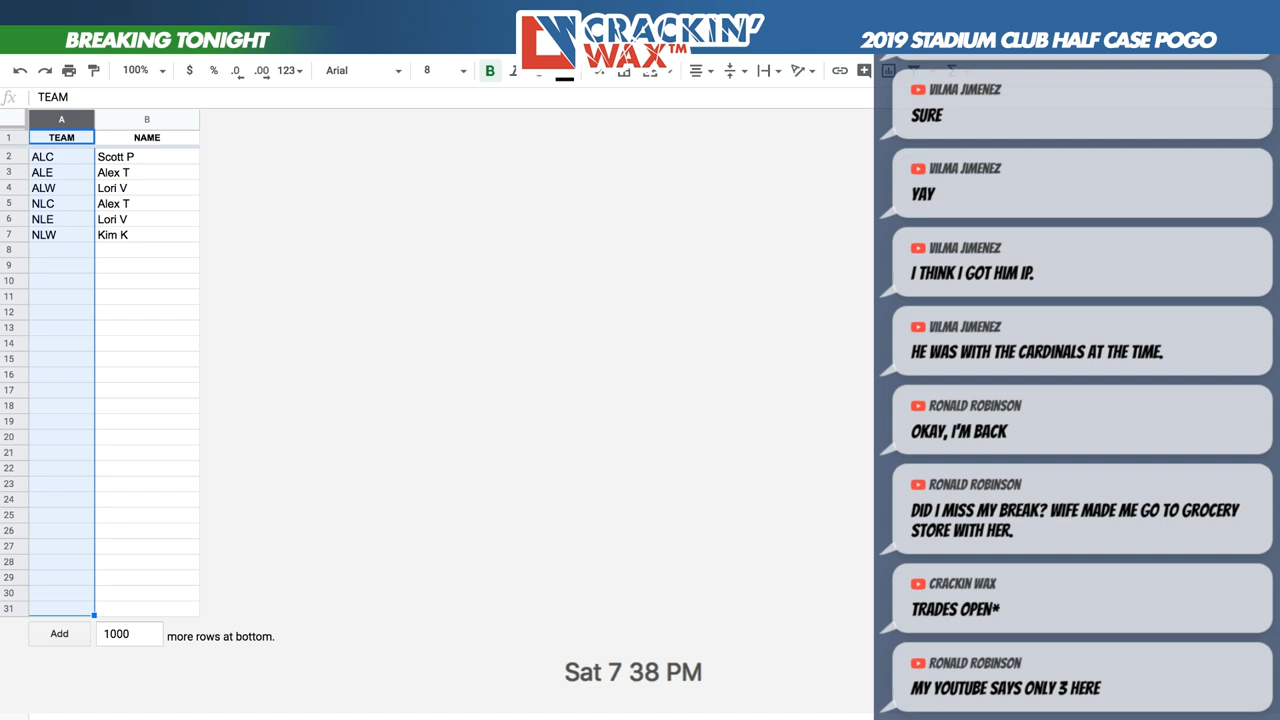 BREAKING TONIGHT
CRACKIN'
WAX™
2019 STADIUM CLUB HALF CASE POGO
100%
%
.0
.00
123
Arial
8
B
fx
TEAM
A
B
1
TEAM
NAME
2
ALC
Scott P
3
ALE
Alex T
4
ALW
Lori V
5
NLC
Alex T
6
NLE
Lori V
7
NLW
Kim K
8
9
10
11
12
13
14
15
16
17
18
19
20
21
22
23
24
25
26
27
28
29
30
31
Add
1000
more rows at bottom.
Sat 7 38 PM
VILMA JIMENEZ
SURE
VILMA JIMENEZ
YAY
VILMA JIMENEZ
I THINK I GOT HIM IP.
VILMA JIMENEZ
HE WAS WITH THE CARDINALS AT THE TIME.
RONALD ROBINSON
OKAY, I'M BACK
RONALD ROBINSON
DID I MISS MY BREAK? WIFE MADE ME GO TO GROCERY
STORE WITH HER.
CRACKIN WAX
TRADES OPEN*
RONALD ROBINSON
MY YOUTUBE SAYS ONLY 3 HERE